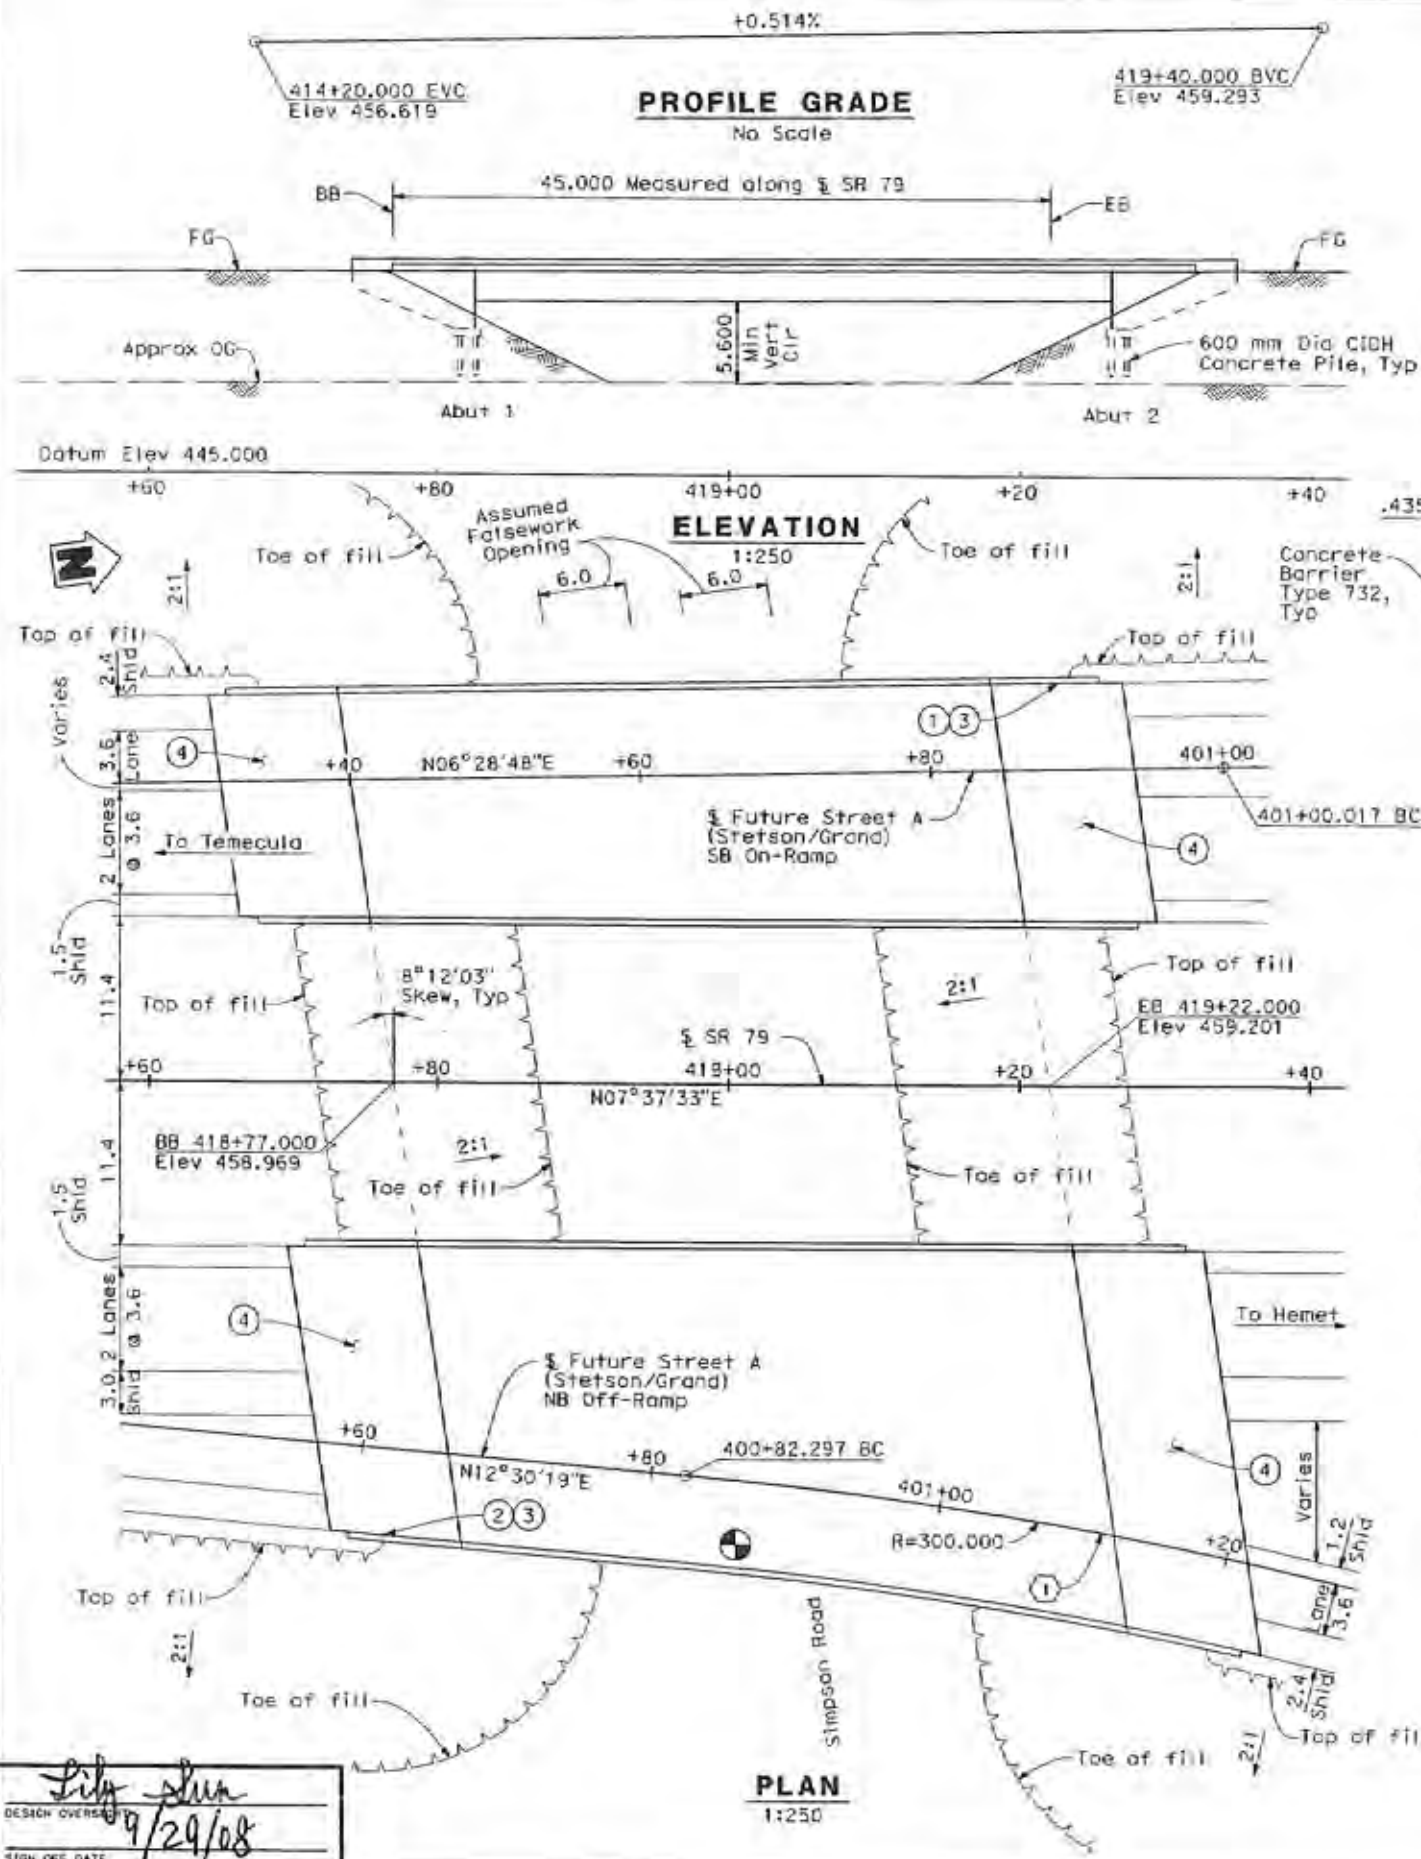 +0.514%
414+20.000 EVC
Elev 456.619
419+40.000 BVC
Elev 459.293
PROFILE GRADE
No Scale
BB
45.000 Measured along ℄ SR 79
EB
FG
FG
5.600
Min
Vert
Clr
Approx OG
600 mm Dia CIDH
Concrete Pile, Typ
Abut 1
Abut 2
Datum Elev 445.000
+60
+80
419+00
+20
+40
ELEVATION
1:250
Assumed
Falsework
Opening
6.0
6.0
Toe of fill
Toe of fill
.435
N
2:1
2:1
Concrete
Barrier
Type 732,
Typ
Top of fill
Top of fill
2.4
Shld
Varies
3.6
Lane
4
+40
N06°28'48"E
+60
+80
401+00
1
3
401+00.017 BC
℄ Future Street A
(Stetson/Grand)
SB On-Ramp
2 Lanes
@ 3.6
To Temecula
4
1.5
Shld
11.4
8°12'03"
Skew, Typ
Top of fill
2:1
Top of fill
EB 419+22.000
Elev 459.201
℄ SR 79
+60
+80
419+00
+20
+40
N07°37'33"E
BB 418+77.000
Elev 458.969
2:1
11.4
Toe of fill
Toe of fill
1.5
Shld
2 Lanes
@ 3.6
4
To Hemet
℄ Future Street A
(Stetson/Grand)
NB Off-Ramp
3.0
Shld
+60
N12°30'19"E
+80
400+82.297 BC
401+00
R=300.000
+20
4
Varies
1.2
Shld
2
3
1
Lane
3.6
Top of fill
2:1
Toe of fill
Simpson Road
2.4
Shld
Top of fil
2:1
Toe of fill
PLAN
1:250
Lily Sun
DESIGN OVERSIGHT
9/29/08
SIGN OFF DATE